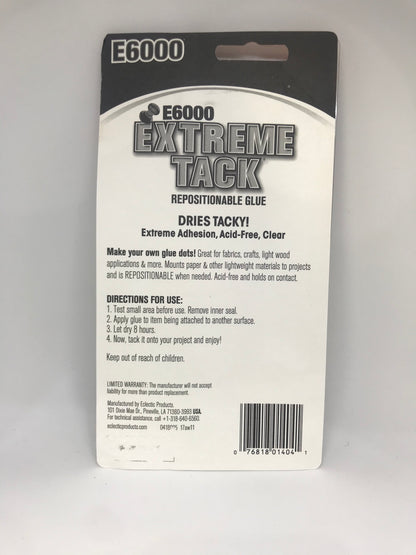 E6000
E6000
EXTREME
TACK
REPOSITIONABLE GLUE
DRIES TACKY!
Extreme Adhesion, Acid-Free, Clear
Make your own glue dots! Great for fabrics, crafts, light wood
applications & more. Mounts paper & other lightweight materials to projects
and is REPOSITIONABLE when needed. Acid-free and holds on contact.
DIRECTIONS FOR USE:
1. Test small area before use. Remove inner seal.
2. Apply glue to item being attached to another surface.
3. Let dry 8 hours.
4. Now, tack it onto your project and enjoy!
Keep out of reach of children.
LIMITED WARRANTY: The manufacturer will not accept
liability for more than product replacement.
Manufactured by Eclectic Products.
101 Dixie Mae Dr., Pineville, LA 71360-3993 USA.
For technical assistance, call +1-318-640-6560.
eclecticproducts.com
0 76818 01404 1